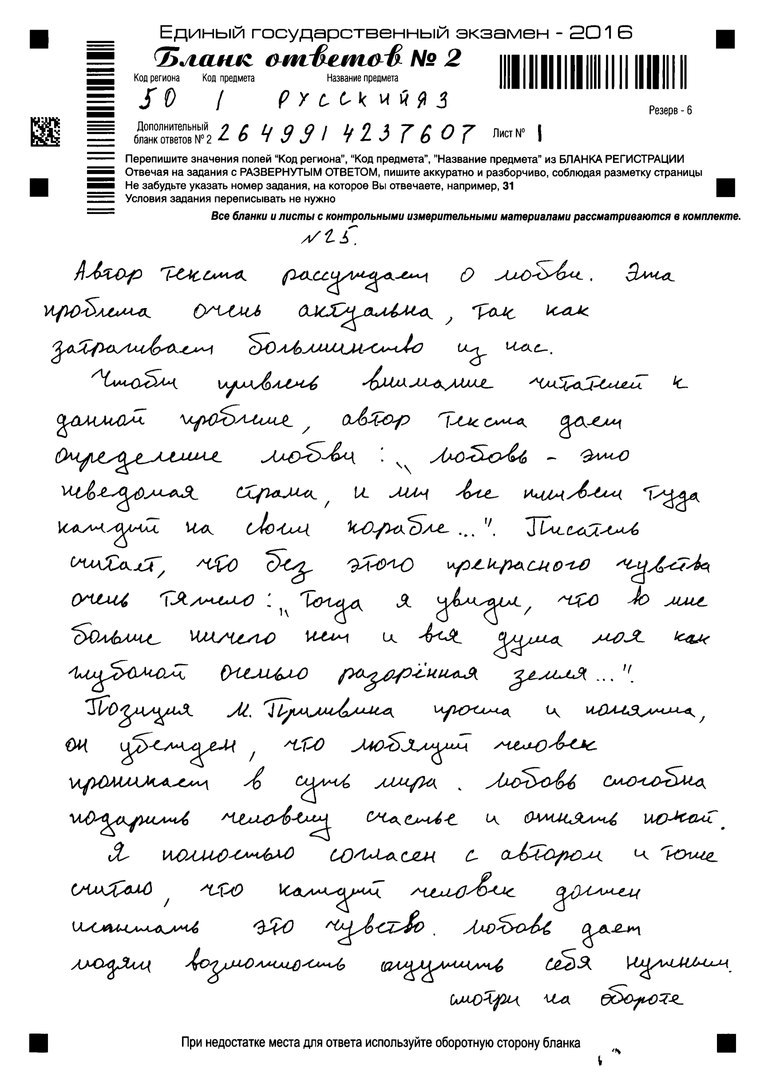 Единый государственный экзамен - 2016
Бланк ответов № 2
Код региона Код предмета Название предмета
50 1 РУССКИЙ ЯЗ
Резерв - 6
Дополнительный
бланк ответов № 2 2649914237607 Лист № 1
Перепишите значения полей "Код региона", "Код предмета", "Название предмета" из БЛАНКА РЕГИСТРАЦИИ
Отвечая на задания с РАЗВЕРНУТЫМ ОТВЕТОМ, пишите аккуратно и разборчиво, соблюдая разметку страницы
Не забудьте указать номер задания, на которое Вы отвечаете, например, 31
Условия задания переписывать не нужно
Все бланки и листы с контрольными измерительными материалами рассматриваются в комплекте.
№25.
Автор текста рассуждает о любви. Эта
проблема очень актуальна, так как
затрагивает большинство из нас.
Чтобы привлечь внимание читателей к
данной проблеме, автор текста дает
определение любви: „Любовь - это
неведомая страна, и мы все плывем туда
каждый на своем корабле...". Писатель
считает, что без этого прекрасного чувства
очень тяжело: „Тогда я увидел, что во мне
больше ничего нет и вся душа моя как
глубокой осенью разорённая земля...".
Позиция М. Пришвина проста и понятна,
он убежден, что любящий человек
проникает в суть мира. Любовь способна
подарить человеку счастье и отнять покой.
Я полностью согласен с автором и тоже
считаю, что каждый человек должен
испытать это чувство. Любовь дает
людям возможность ощутить себя нужным.
смотри на обороте
При недостатке места для ответа используйте оборотную сторону бланка